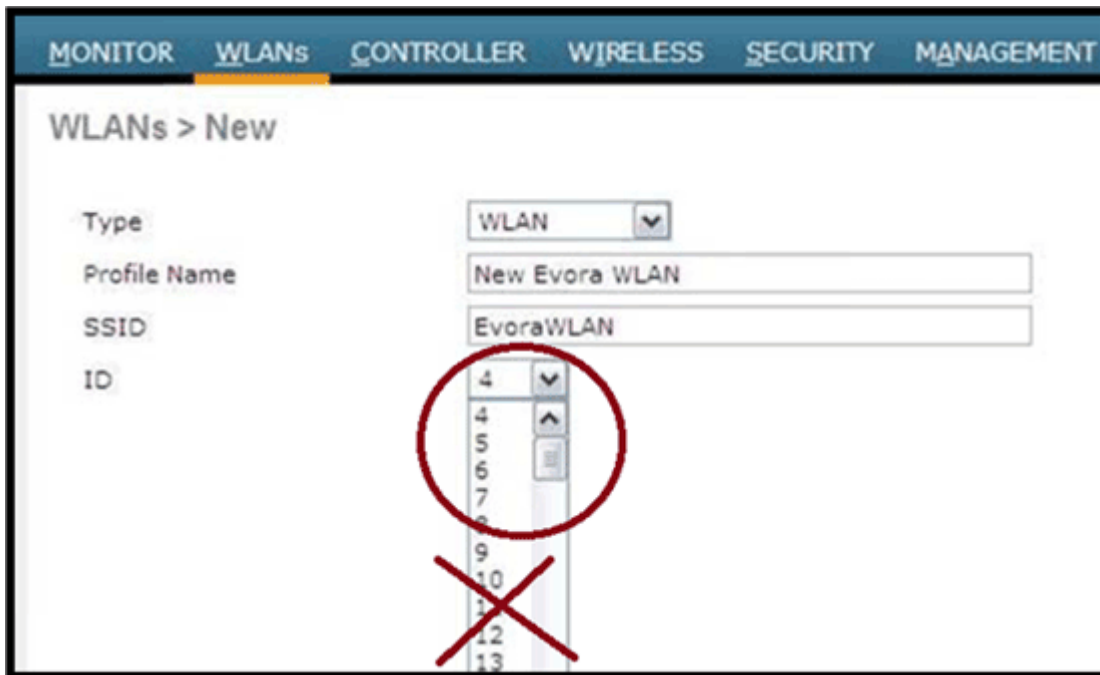 MONITOR WLANs CONTROLLER WIRELESS SECURITY MANAGEMENT
WLANs > New
Type WLAN
Profile Name New Evora WLAN
SSID EvoraWLAN
ID 4
4
5
6
7
8
9
10
12
13